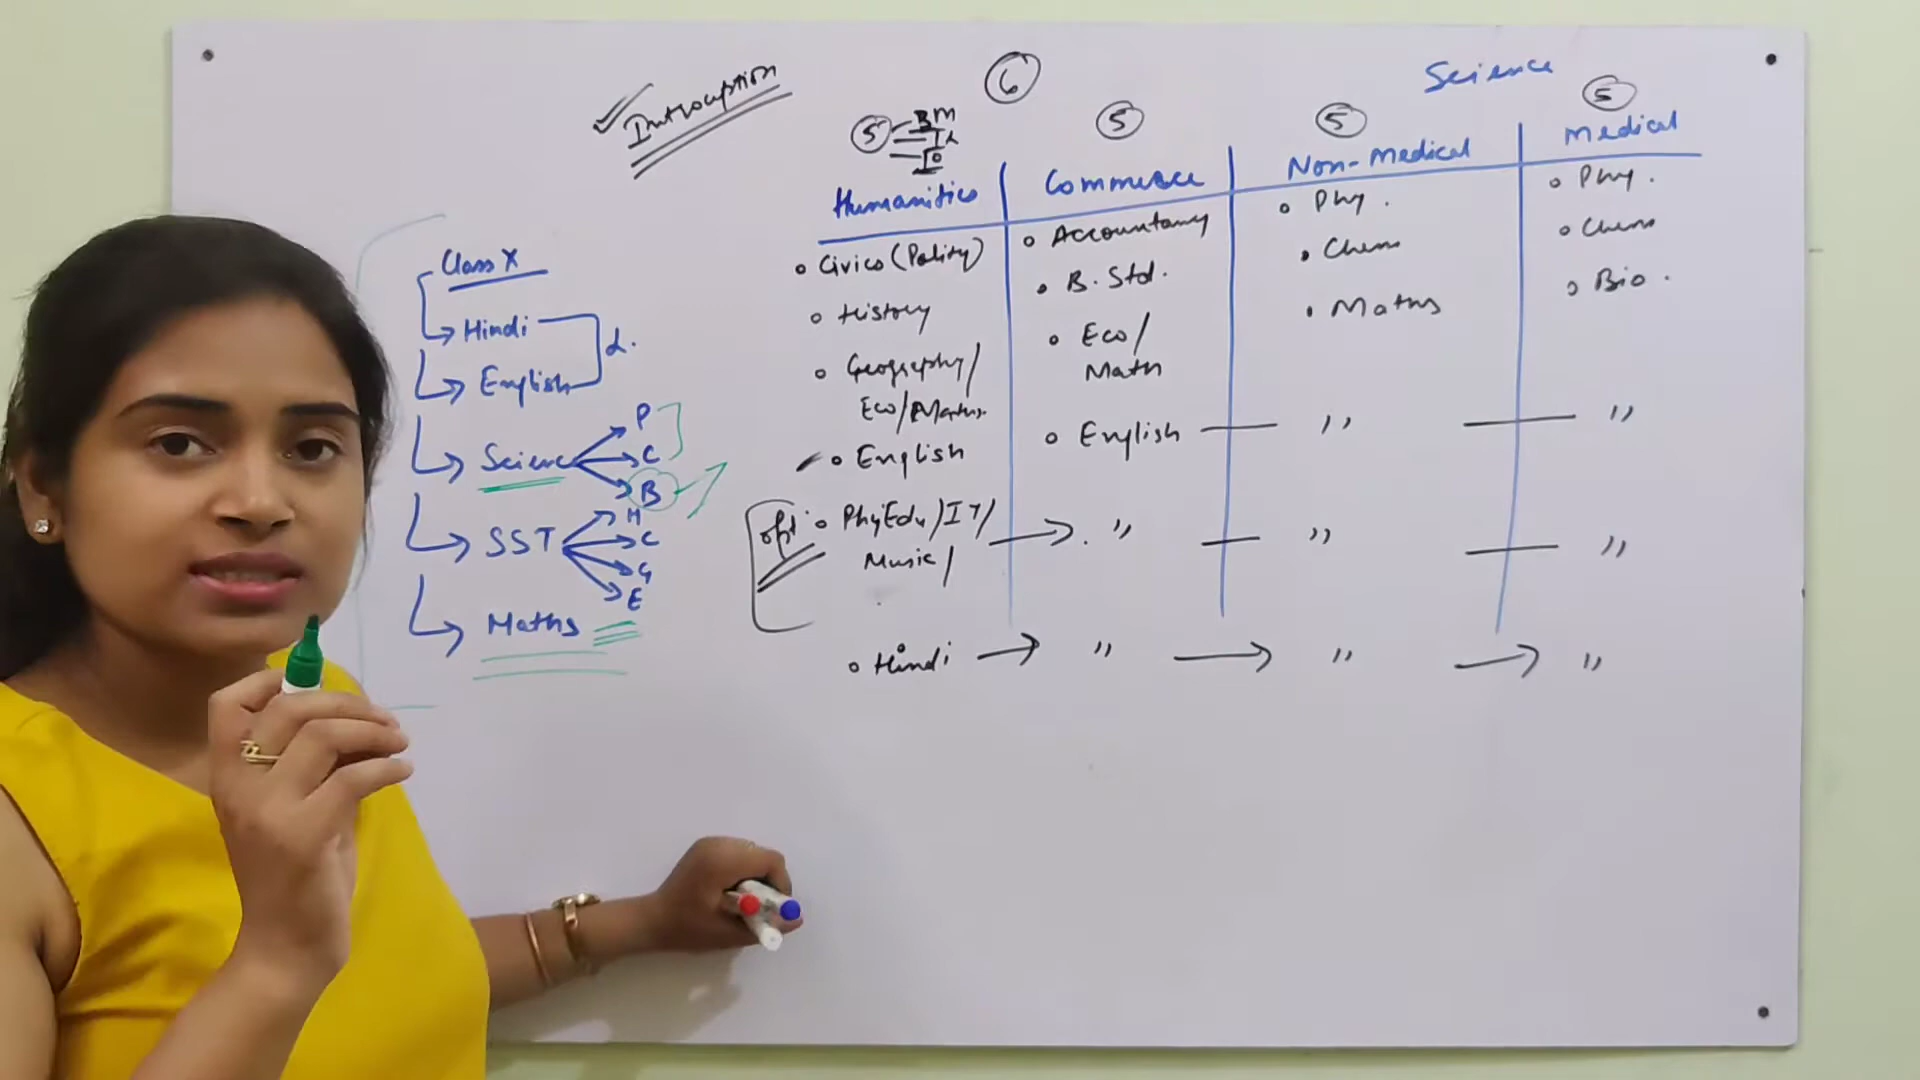 Introuption
Class X
Hindi
English
L.
Science
P
C
B
SST
H
C
G
E
Maths
6
Science
5
BM
5
5
5
Humanities
Commerce
Non-Medical
Medical
Civics (Polity)
Accountancy
Phy.
Phy.
History
B. Std.
Chem
Chem
Geography/
Eco/Maths.
Eco/
Math
Maths
Bio.
English
English
"
"
opt
Phy Edu/IT/
Music/
"
"
"
Hindi
"
"
"